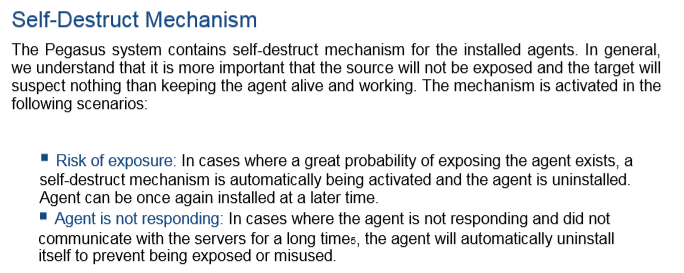 Self-Destruct Mechanism
The Pegasus system contains self-destruct mechanism for the installed agents. In general,
we understand that it is more important that the source will not be exposed and the target will
suspect nothing than keeping the agent alive and working. The mechanism is activated in the
following scenarios:
▪ Risk of exposure: In cases where a great probability of exposing the agent exists, a
self-destruct mechanism is automatically being activated and the agent is uninstalled.
Agent can be once again installed at a later time.
▪ Agent is not responding: In cases where the agent is not responding and did not
communicate with the servers for a long time5, the agent will automatically uninstall
itself to prevent being exposed or misused.